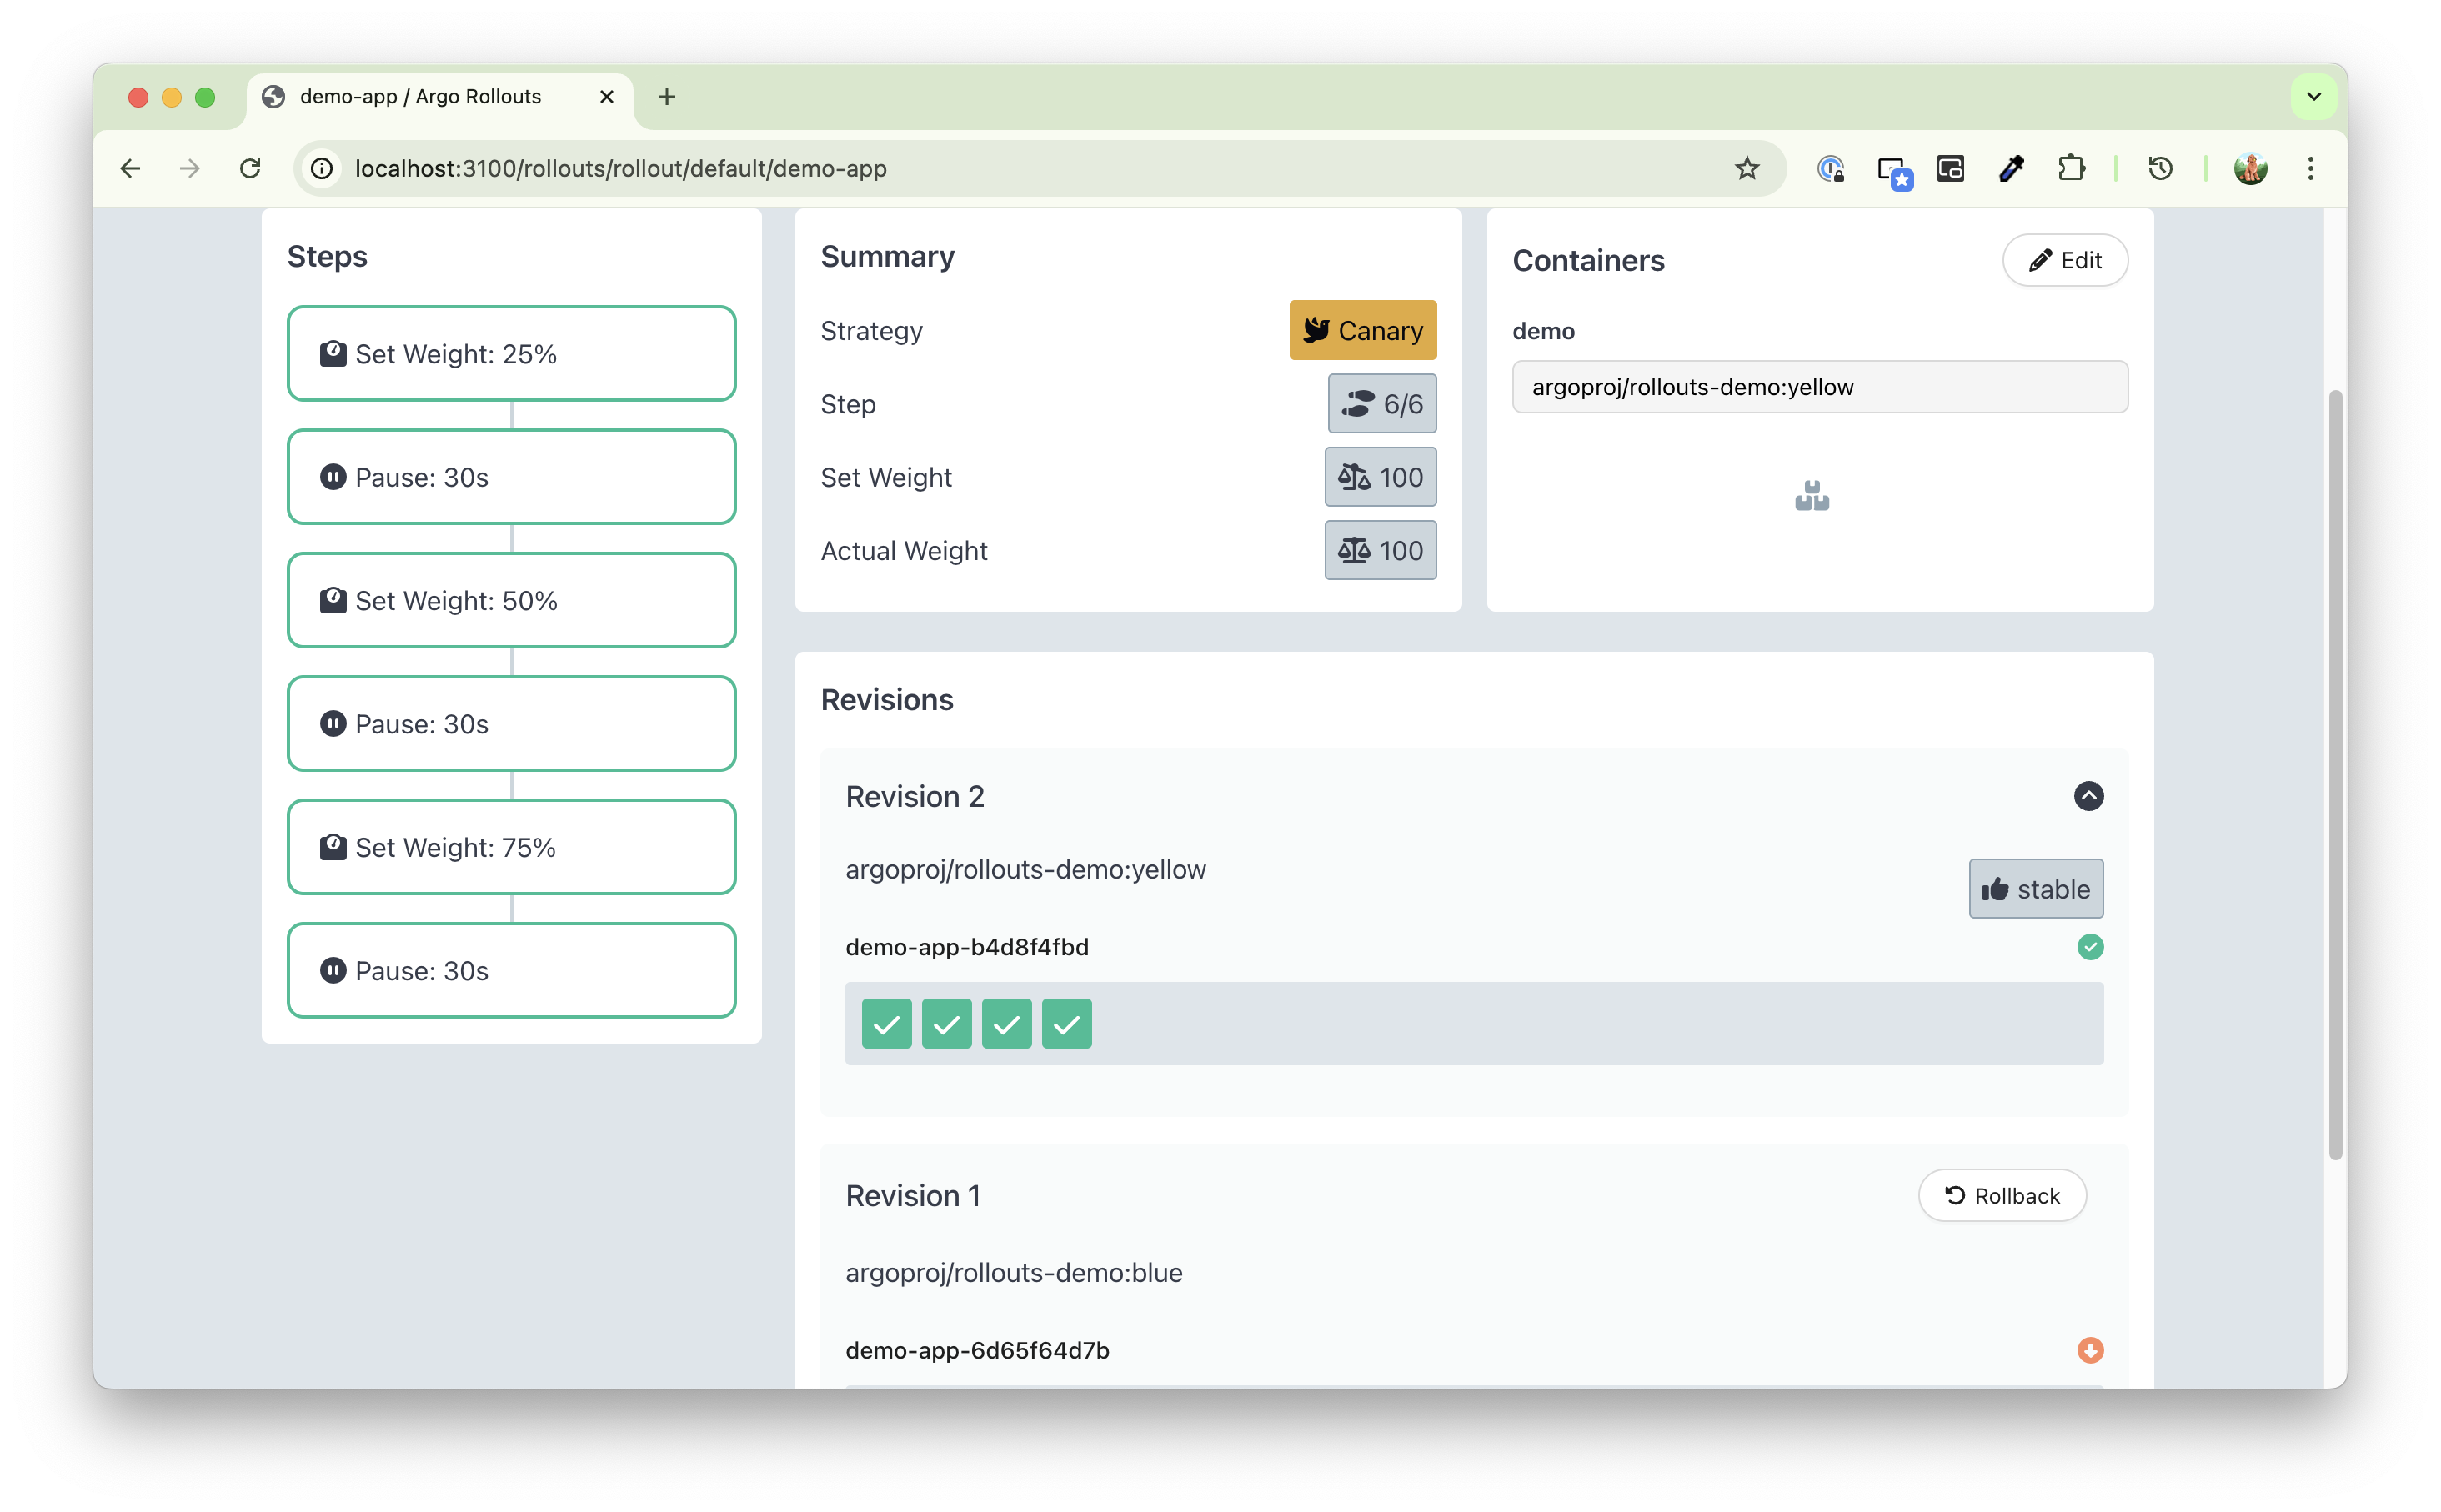 demo-app / Argo Rollouts
localhost:3100/rollouts/rollout/default/demo-app
Steps
Set Weight: 25%
Pause: 30s
Set Weight: 50%
Pause: 30s
Set Weight: 75%
Pause: 30s
Summary
Strategy
Canary
Step
6/6
Set Weight
100
Actual Weight
100
Containers
Edit
demo
argoproj/rollouts-demo:yellow
Revisions
Revision 2
argoproj/rollouts-demo:yellow
stable
demo-app-b4d8f4fbd
Revision 1
Rollback
argoproj/rollouts-demo:blue
demo-app-6d65f64d7b